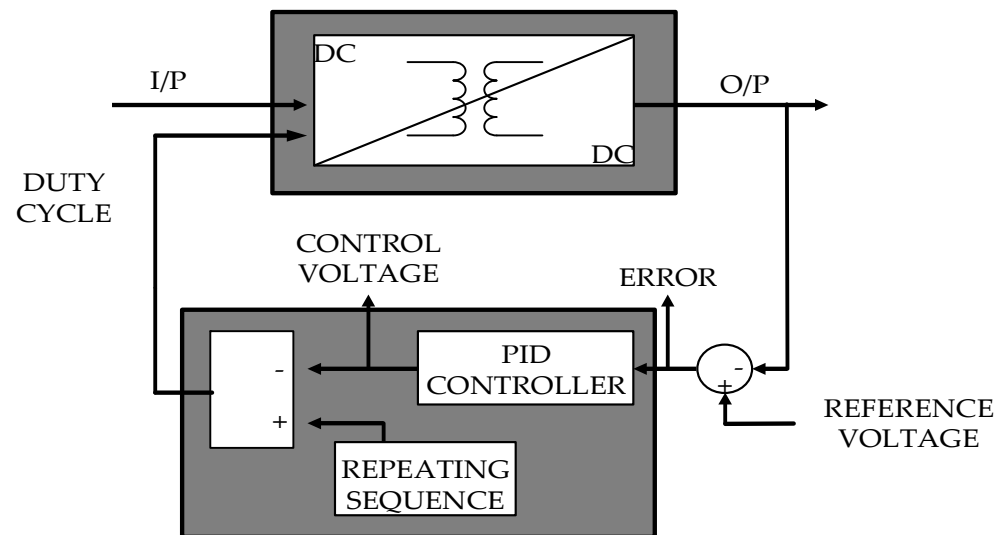 DC
I/P
O/P
DC
DUTY
CYCLE
CONTROL
VOLTAGE
ERROR
-
PID
CONTROLLER
-
+
+
REFERENCE
VOLTAGE
REPEATING
SEQUENCE